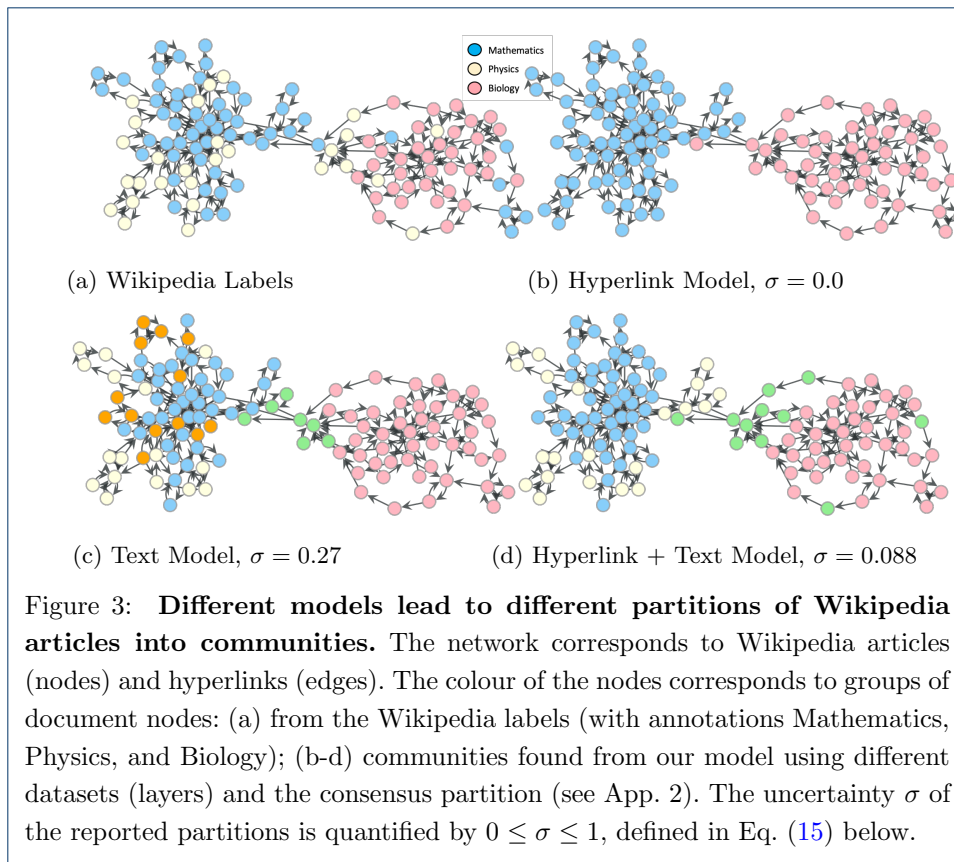 Mathematics
Physics
Biology
(a) Wikipedia Labels
(b) Hyperlink Model, σ = 0.0
(c) Text Model, σ = 0.27
(d) Hyperlink + Text Model, σ = 0.088
Figure 3: Different models lead to different partitions of Wikipedia
articles into communities. The network corresponds to Wikipedia articles
(nodes) and hyperlinks (edges). The colour of the nodes corresponds to groups of
document nodes: (a) from the Wikipedia labels (with annotations Mathematics,
Physics, and Biology); (b-d) communities found from our model using different
datasets (layers) and the consensus partition (see App. 2). The uncertainty σ of
the reported partitions is quantified by 0 ≤ σ ≤ 1, defined in Eq. (15) below.